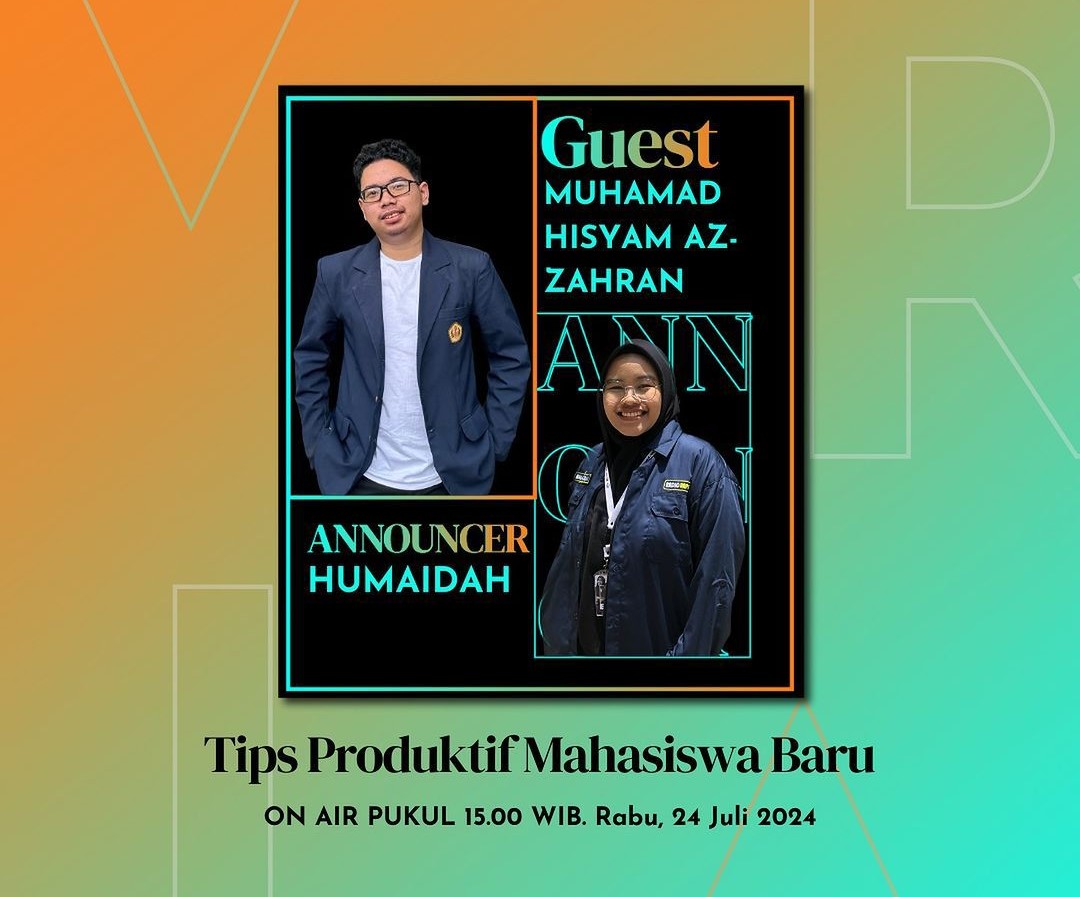 Guest
MUHAMAD
HISYAM AZ-
ZAHRAN
ANN
ANNOUNCER
HUMAIDAH
Tips Produktif Mahasiswa Baru
ON AIR PUKUL 15.00 WIB. Rabu, 24 Juli 2024